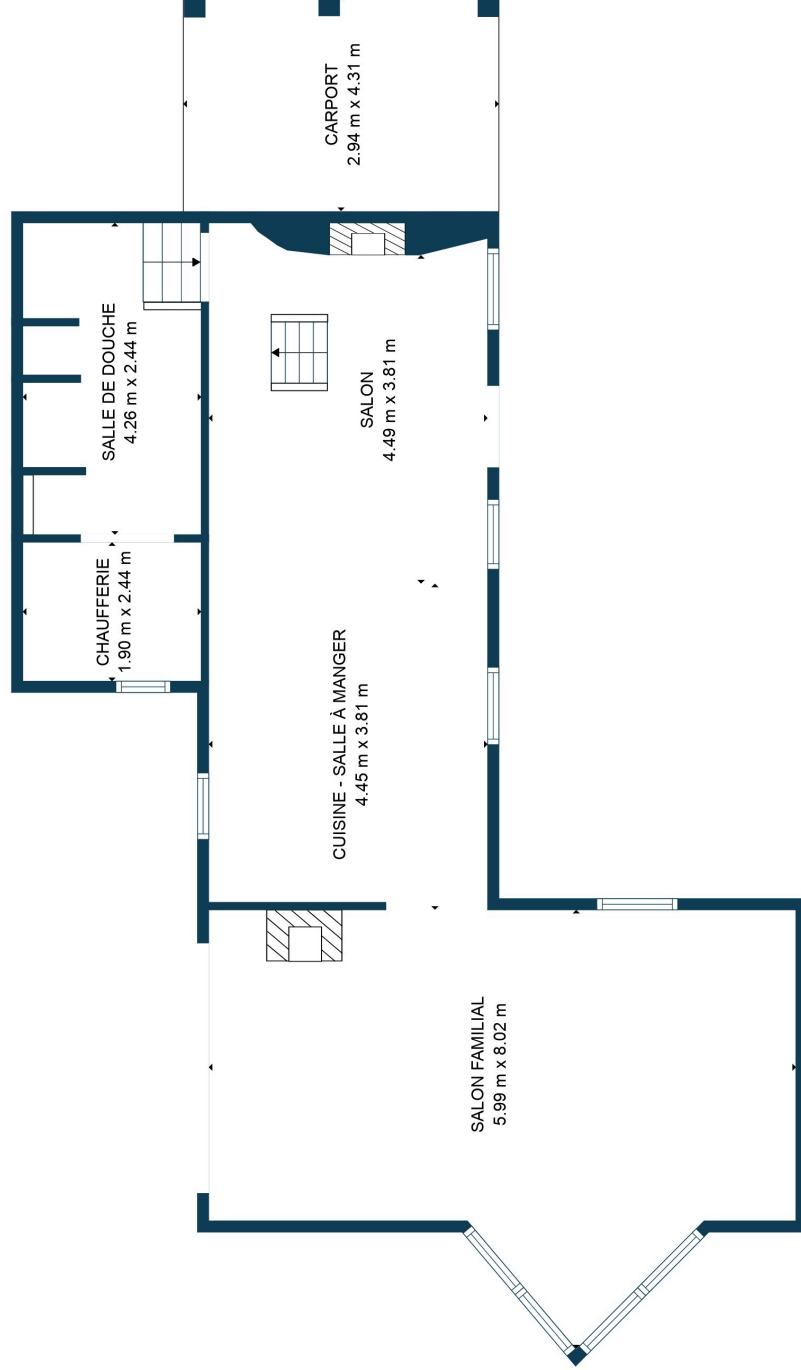 CARPORT
2.94 m x 4.31 m
SALLE DE DOUCHE
4.26 m x 2.44 m
SALON
4.49 m x 3.81 m
CHAUFFERIE
1.90 m x 2.44 m
CUISINE - SALLE À MANGER
4.45 m x 3.81 m
SALON FAMILIAL
5.99 m x 8.02 m